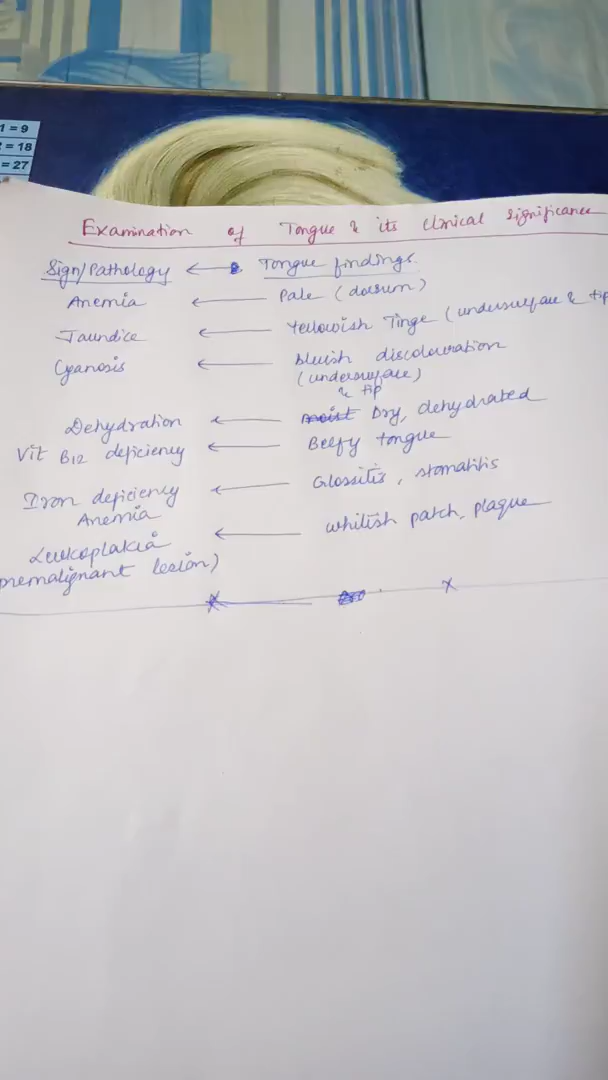 1 = 9
= 18
= 27
Examination of Tongue & its clinical significance
Sign/Pathology ← Tongue findings.
Anemia ← Pale (dorsum)
Jaundice ← Yellowish Tinge (undersurface & tip
Cyanosis ← bluish discolouration
(undersurface)
& tip
Dehydration ← moist Dry, dehydrated
Vit B12 deficiency ← Beefy tongue
Iron deficiency ← Glossitis, stomatitis
Anemia
Leukoplakia ← whitish patch, plaque
premalignant lesion)